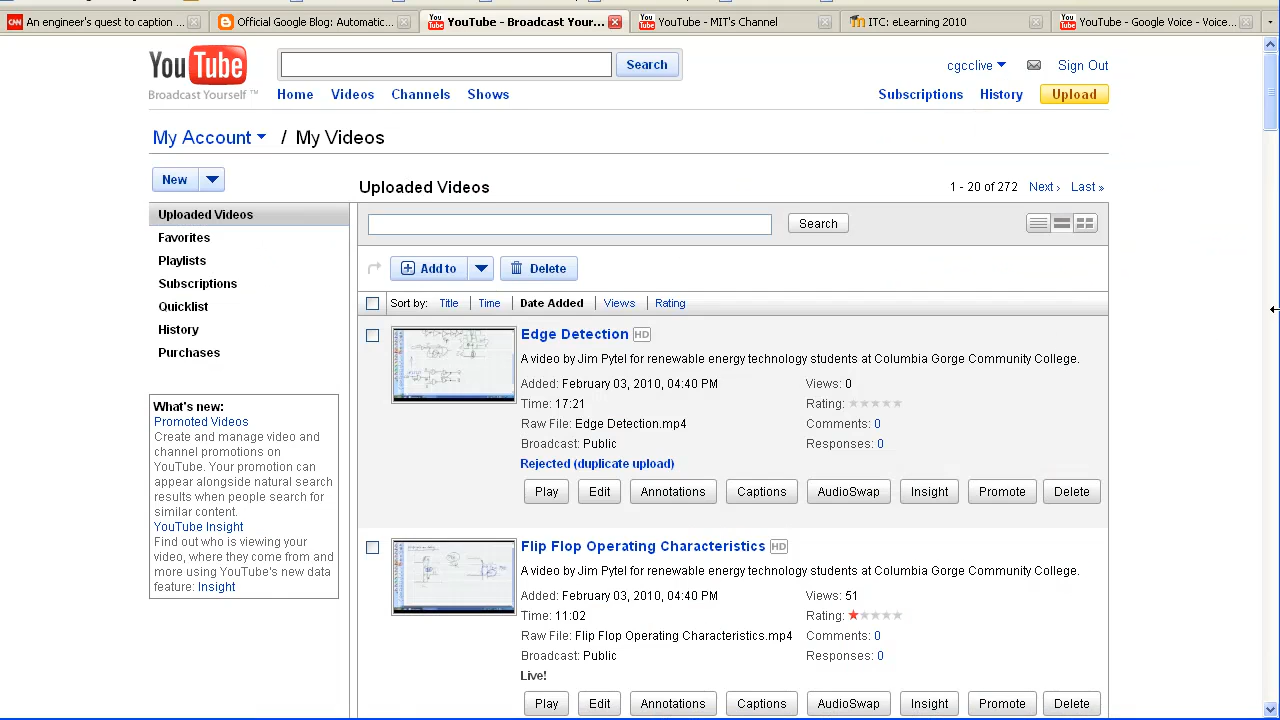 An engineer's quest to caption ...
Official Google Blog: Automatic...
YouTube - Broadcast Your...
YouTube - MIT's Channel
TTC: eLearning 2010
YouTube - Google Voice - Voice...
YouTube
Broadcast Yourself™
Search
cgcclive
Sign Out
Home
Videos
Channels
Shows
Subscriptions
History
Upload
My Account / My Videos
New
Uploaded Videos
1 - 20 of 272 Next› Last»
Uploaded Videos
Favorites
Playlists
Subscriptions
Quicklist
History
Purchases
What's new:
Promoted Videos
Create and manage video and
channel promotions on
YouTube. Your promotion can
appear alongside natural search
results when people search for
similar content.
YouTube Insight
Find out who is viewing your
video, where they come from and
more using YouTube's new data
feature: Insight
Search
Add to
Delete
Sort by: Title Time Date Added Views Rating
Edge Detection HD
A video by Jim Pytel for renewable energy technology students at Columbia Gorge Community College.
Added: February 03, 2010, 04:40 PM
Views: 0
Time: 17:21
Rating:
Raw File: Edge Detection.mp4
Comments: 0
Broadcast: Public
Responses: 0
Rejected (duplicate upload)
Play Edit Annotations Captions AudioSwap Insight Promote Delete
Flip Flop Operating Characteristics HD
A video by Jim Pytel for renewable energy technology students at Columbia Gorge Community College.
Added: February 03, 2010, 04:40 PM
Views: 51
Time: 11:02
Rating:
Raw File: Flip Flop Operating Characteristics.mp4
Comments: 0
Broadcast: Public
Responses: 0
Live!
Play Edit Annotations Captions AudioSwap Insight Promote Delete